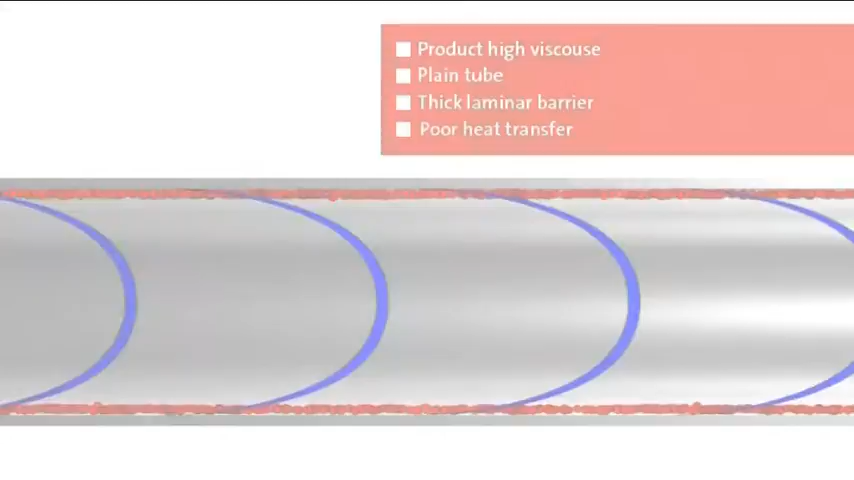 Product high viscouse
Plain tube
Thick laminar barrier
Poor heat transfer